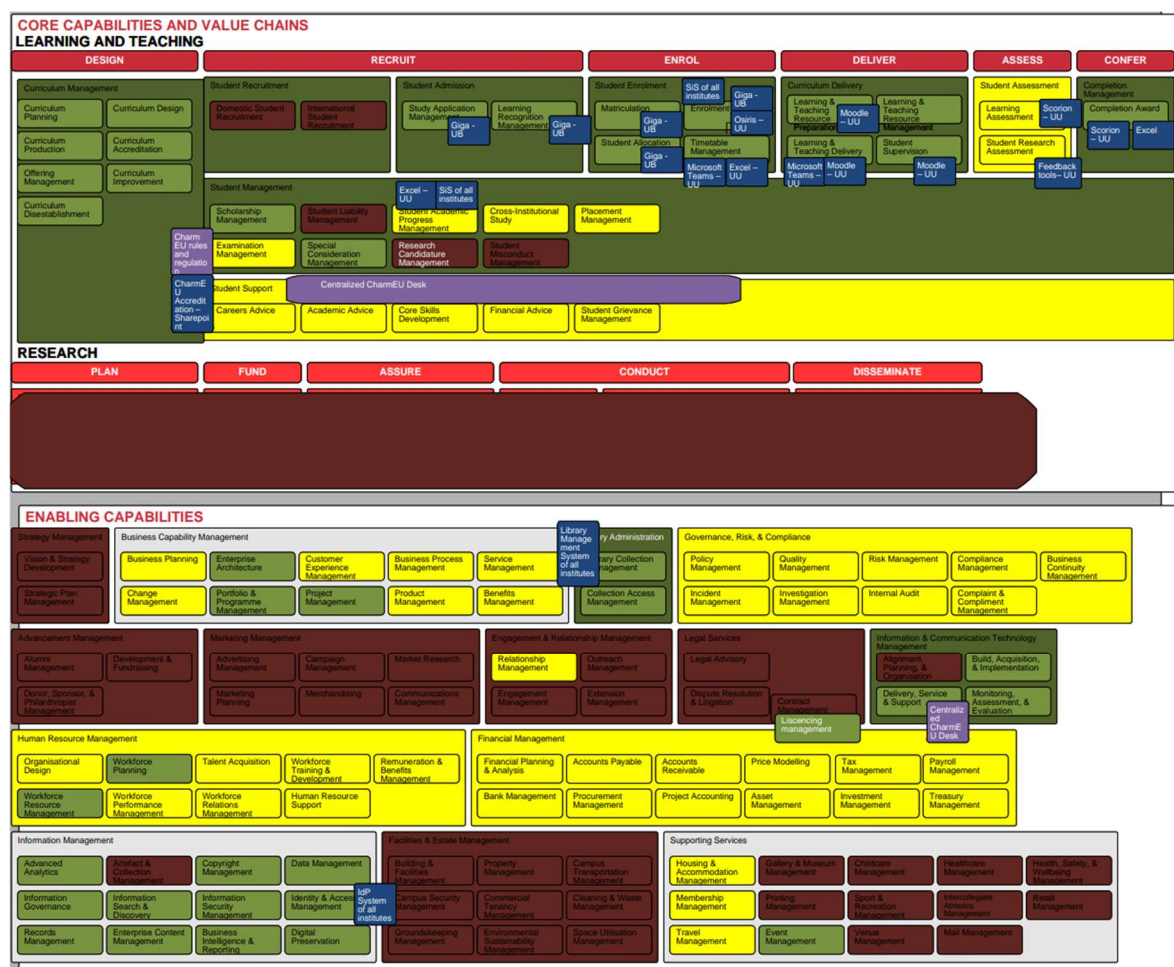 CORE CAPABILITIES AND VALUE CHAINS
LEARNING AND TEACHING
DESIGN
RECRUIT
ENROL
DELIVER
ASSESS
CONFER
Curriculum Management
Curriculum
Planning
Curriculum Design
Curriculum
Production
Curriculum
Accreditation
Offering
Management
Curriculum
Improvement
Curriculum
Disestablishment
Student Recruitment
Domestic Student
Recruitment
International
Student
Recruitment
Student Admission
Study Application
Management
Learning
Recognition
Management
Giga -
UB
Giga -
UB
Student Enrolment
Matriculation
Enrolment
Student Allocation
Timetable
Management
SiS of all
institutes
Giga -
UB
Giga -
UB
Osiris –
UU
Giga -
UB
Microsoft
Teams –
UU
Excel –
UU
Curriculum Delivery
Learning &
Teaching
Resource
Preparation
Moodle
– UU
Learning &
Teaching
Resource
Management
Learning &
Teaching Delivery
Student
Supervision
Microsoft
Teams –
UU
Moodle
– UU
Moodle
– UU
Student Assessment
Learning
Assessment
Scorion
– UU
Student Research
Assessment
Feedback
tools– UU
Completion
Management
Completion Award
Scorion
– UU
Excel
Student Management
Excel –
UU
SiS of all
institutes
Scholarship
Management
Student Liability
Management
Student Academic
Progress
Management
Cross-Institutional
Study
Placement
Management
Examination
Management
Special
Consideration
Management
Research
Candidature
Management
Student
Misconduct
Management
Charm
EU rules
and
regulatio
n
CharmE
U
Accredit
ation –
Sharepoi
nt
Student Support
Centralized CharmEU Desk
Careers Advice
Academic Advice
Core Skills
Development
Financial Advice
Student Grievance
Management
RESEARCH
PLAN
FUND
ASSURE
CONDUCT
DISSEMINATE
ENABLING CAPABILITIES
Strategy Management
Vision & Strategy
Development
Strategic Plan
Management
Business Capability Management
Business Planning
Enterprise
Architecture
Customer
Experience
Management
Business Process
Management
Service
Management
Change
Management
Portfolio &
Programme
Management
Project
Management
Product
Management
Benefits
Management
Library
Manage
ment
System
of all
institutes
ry Administration
rary Collection
nagement
Collection Access
Management
Governance, Risk, & Compliance
Policy
Management
Quality
Management
Risk Management
Compliance
Management
Business
Continuity
Management
Incident
Management
Investigation
Management
Internal Audit
Complaint &
Compliment
Management
Advancement Management
Alumni
Management
Development &
Fundraising
Donor, Sponsor, &
Philanthropist
Management
Marketing Management
Advertising
Management
Campaign
Management
Market Research
Marketing
Planning
Merchandising
Communications
Management
Engagement & Relationship Management
Relationship
Management
Outreach
Management
Engagement
Management
Extension
Management
Legal Services
Legal Advisory
Dispute Resolution
& Litigation
Contract
Management
Liscencing
management
Information & Communication Technology
Management
Alignment,
Planning, &
Organisation
Build, Acquisition,
& Implementation
Delivery, Service
& Support
Monitoring,
Assessment, &
Evaluation
Centraliz
ed
CharmE
U Desk
Human Resource Management
Organisational
Design
Workforce
Planning
Talent Acquisition
Workforce
Training &
Development
Remuneration &
Benefits
Management
Workforce
Resource
Management
Workforce
Performance
Management
Workforce
Relations
Management
Human Resource
Support
Financial Management
Financial Planning
& Analysis
Accounts Payable
Accounts
Receivable
Price Modelling
Tax
Management
Payroll
Management
Bank Management
Procurement
Management
Project Accounting
Asset
Management
Investment
Management
Treasury
Management
Information Management
Advanced
Analytics
Artefact &
Collection
Management
Copyright
Management
Data Management
Information
Governance
Information
Search &
Discovery
Information
Security
Management
Identity & Access
Management
IdP
System
of all
institutes
Records
Management
Enterprise Content
Management
Business
Intelligence &
Reporting
Digital
Preservation
Facilities & Estate Management
Building &
Facilities
Management
Property
Management
Campus
Transportation
Management
Campus Security
Management
Commercial
Tenancy
Management
Cleaning & Waste
Management
Groundskeeping
Management
Environmental
Sustainability
Management
Space Utilisation
Management
Supporting Services
Housing &
Accommodation
Management
Gallery & Museum
Management
Childcare
Management
Healthcare
Management
Health, Safety, &
Wellbeing
Management
Membership
Management
Printing
Management
Sport &
Recreation
Management
Intercollegiate
Athletics
Management
Retail
Management
Travel
Management
Event
Management
Venue
Management
Mail Management